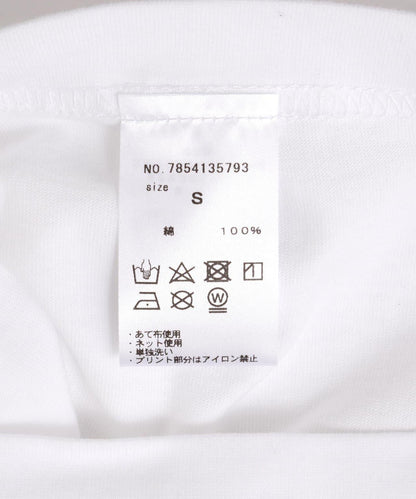 NO.7854135793
size
S
綿 100%
W
・あて布使用
・ネット使用
・単独洗い
・プリント部分はアイロン禁止